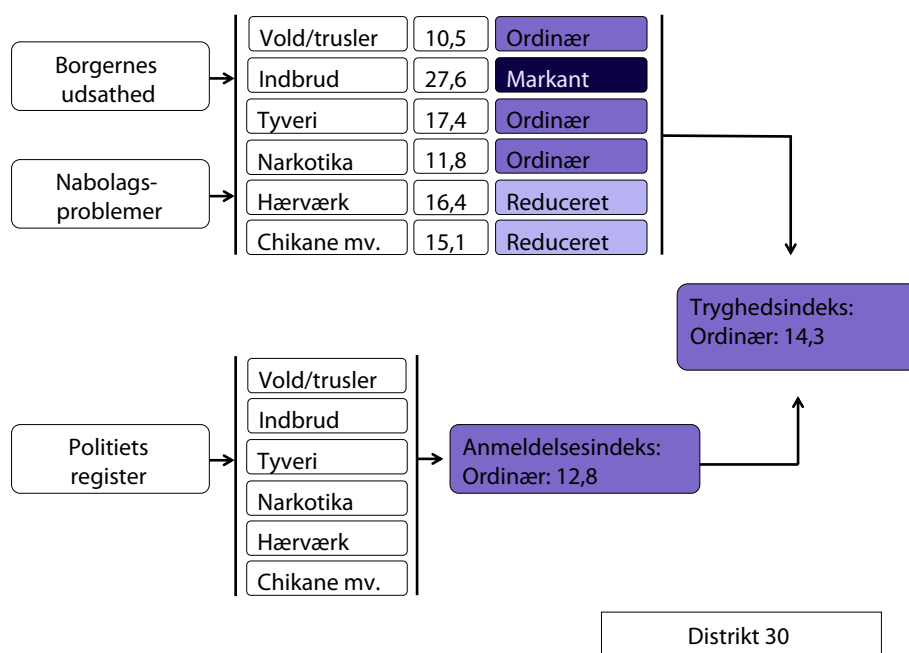 Borgernes
udsathed
Nabolags-
problemer
Vold/trusler 10,5 Ordinær
Indbrud 27,6 Markant
Tyveri 17,4 Ordinær
Narkotika 11,8 Ordinær
Hærværk 16,4 Reduceret
Chikane mv. 15,1 Reduceret
Tryghedsindeks:
Ordinær: 14,3
Politiets
register
Vold/trusler
Indbrud
Tyveri
Narkotika
Hærværk
Chikane mv.
Anmeldelsesindeks:
Ordinær: 12,8
Distrikt 30